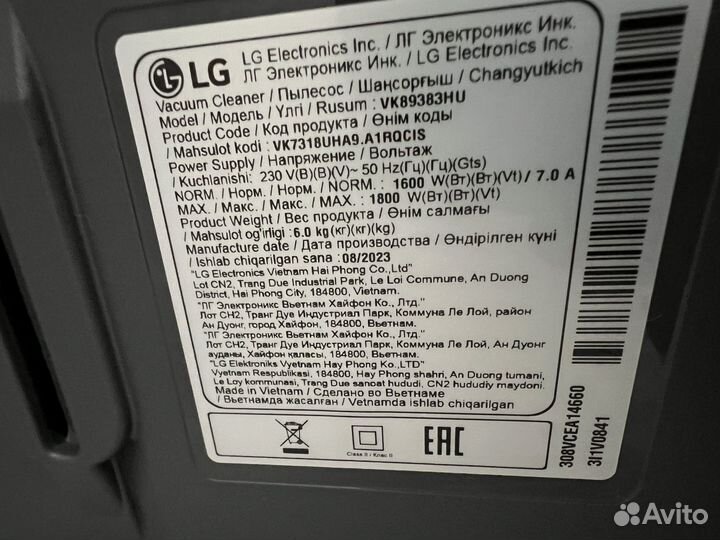 LG
LG Electronics Inc. / ЛГ Электроникс Инк.
ЛГ Электроникс Инк. / LG Electronics Inc.
Vacuum Cleaner / Пылесос / Шаңсорғыш / Changyutkich
Model / Модель / Үлгі / Rusum : VK89383HU
Product Code / Код продукта / Өнім коды
/ Mahsulot kodi : VK7318UHA9.A1RQCIS
Power Supply / Напряжение / Вольтаж
/ Kuchlanishi: 230 V(В)(В)(V)~ 50 Hz(Гц)(Гц)(Gts)
NORM. / Норм. / Норм. / NORM. : 1600 W(Вт)(Вт)(Vt)/ 7.0 A
MAX. / Макс. / Макс. / MAX. : 1800 W(Вт)(Вт)(Vt)
Product Weight / Вес продукта / Өнім салмағы
/ Mahsulot og'irligi : 6.0 kg(кг)(кг)(kg)
Manufacture date / Дата производства / Өндірілген күні
/ Ishlab chiqarilgan sana : 08/2023
"LG Electronics Vietnam Hai Phong Co.,Ltd"
Lot CN2, Trang Due Industrial Park, Le Loi Commune, An Duong
District, Hai Phong City, 184800, Vietnam.
"ЛГ Электроникс Вьетнам Хайфон Ко., Лтд."
Лот CH2, Транг Дуе Индустриал Парк, Коммуна Ле Лой, район
Ан Дуонг, город Хайфон, 184800, Вьетнам.
"ЛГ Электроникс Вьетнам Хайфон Ко., Лтд."
Лот CH2, Транг Дуе Индустриал Парк, Коммуна Ле Лой, Ан Дуонг
ауданы, Хайфон қаласы, 184800, Вьетнам.
"LG Elektroniks Vyetnam Hay Phong Co.,LTD"
Vyetnam Respublikasi, 184800, Hay Phong shahri, An Duong tumani,
Le Loy kommunasi, Trang Due sanoat hududi, CN2 hududiy maydoni.
Made in Vietnam / Сделано во Вьетнаме
/ Вьетнамда жасалған / Vetnamda ishlab chiqarilgan
Class II / Клас II
EAC
308VCEA14660
3I1V0841
Avito